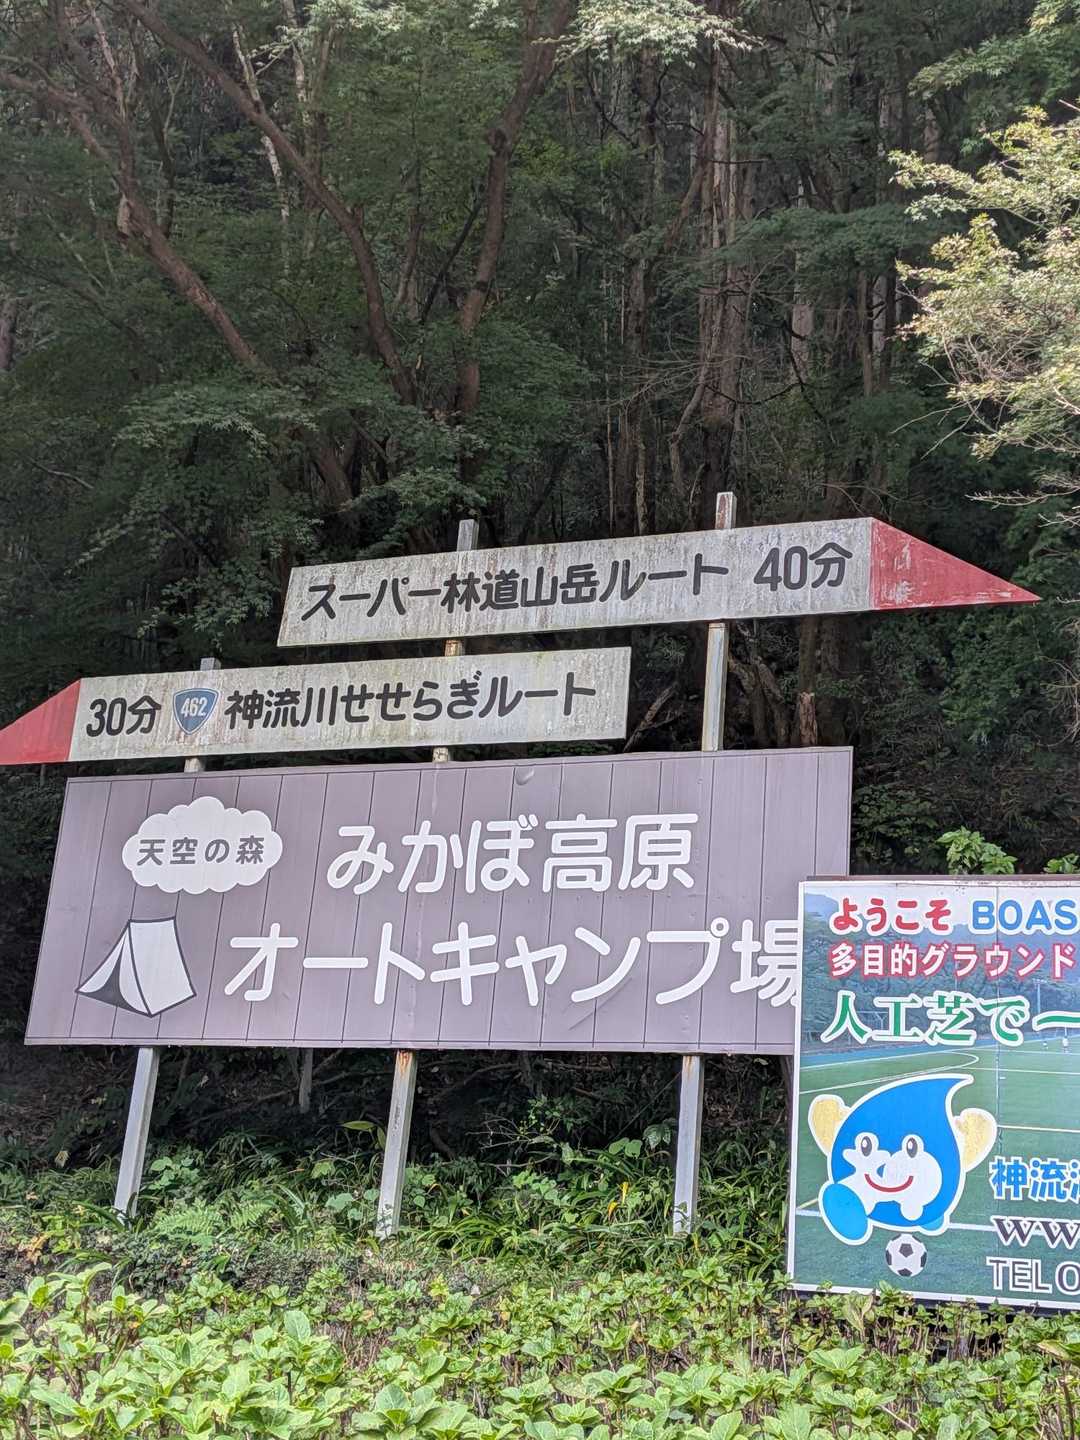 スーパー林道山岳ルート 40分
30分 462 神流川せせらぎルート
天空の森
みかぼ高原
オートキャンプ場
ようこそ BOAS
多目的グラウンド
人工芝で一
神流
www
TEL 0